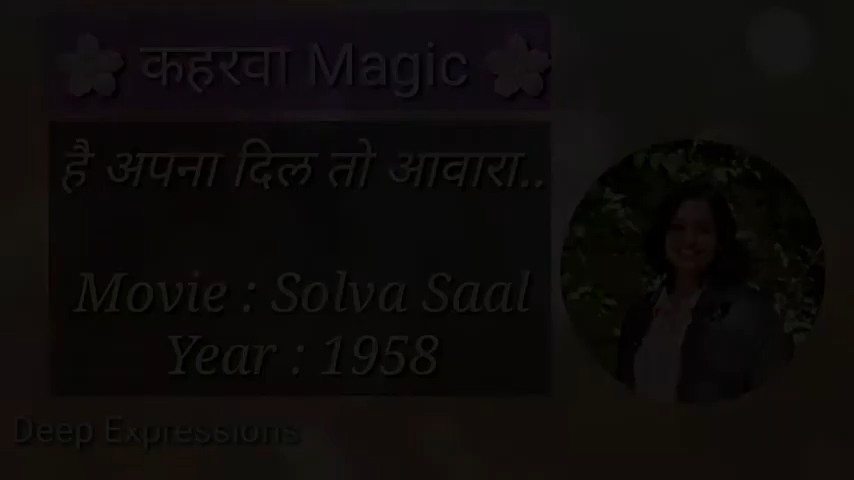 कहरवा Magic
है अपना दिल तो आवारा..
Movie : Solva Saal
Year : 1958
Deep Expressions